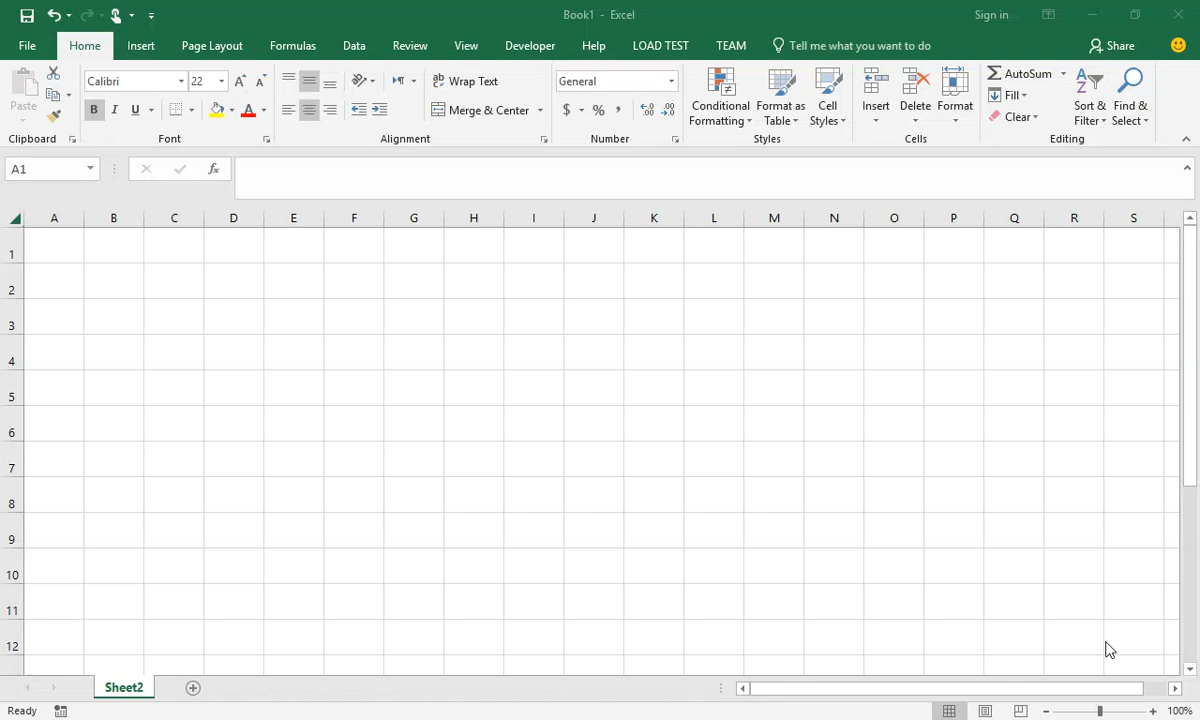 Book1 - Excel
Sign in
File Home Insert Page Layout Formulas Data Review View Developer Help LOAD TEST TEAM Tell me what you want to do Share
Paste
Calibri 22
B I U A
Wrap Text
Merge & Center
General
$ % ,
Conditional Formatting
Format as Table
Cell Styles
Insert
Delete
Format
AutoSum
Fill
Clear
Sort & Filter
Find & Select
Clipboard Font Alignment Number Styles Cells Editing
A1 fx
A B C D E F G H I J K L M N O P Q R S
1
2
3
4
5
6
7
8
9
10
11
12
Sheet2
Ready 100%